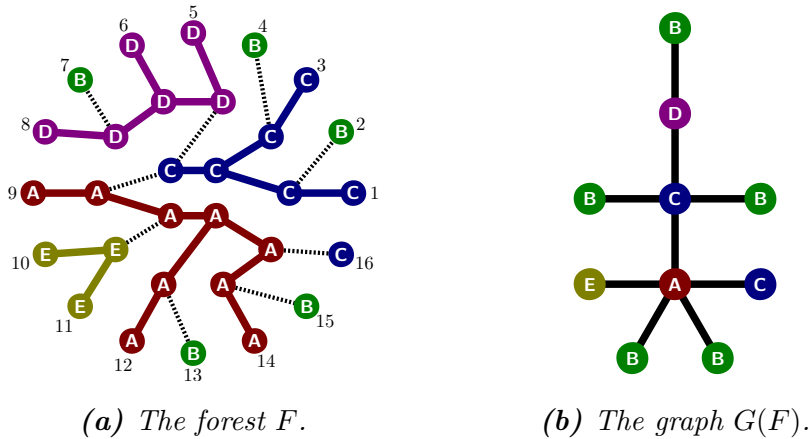 5
6 4
D
D B
7 3
B C
D D
8 D D C B 2
C C
9 A A C C 1
A A
10 E E A C 16
A A
E B 15
11
A A
12 B 14
13
(a) The forest F.
B
D
B C B
E A C
B B
(b) The graph G(F).